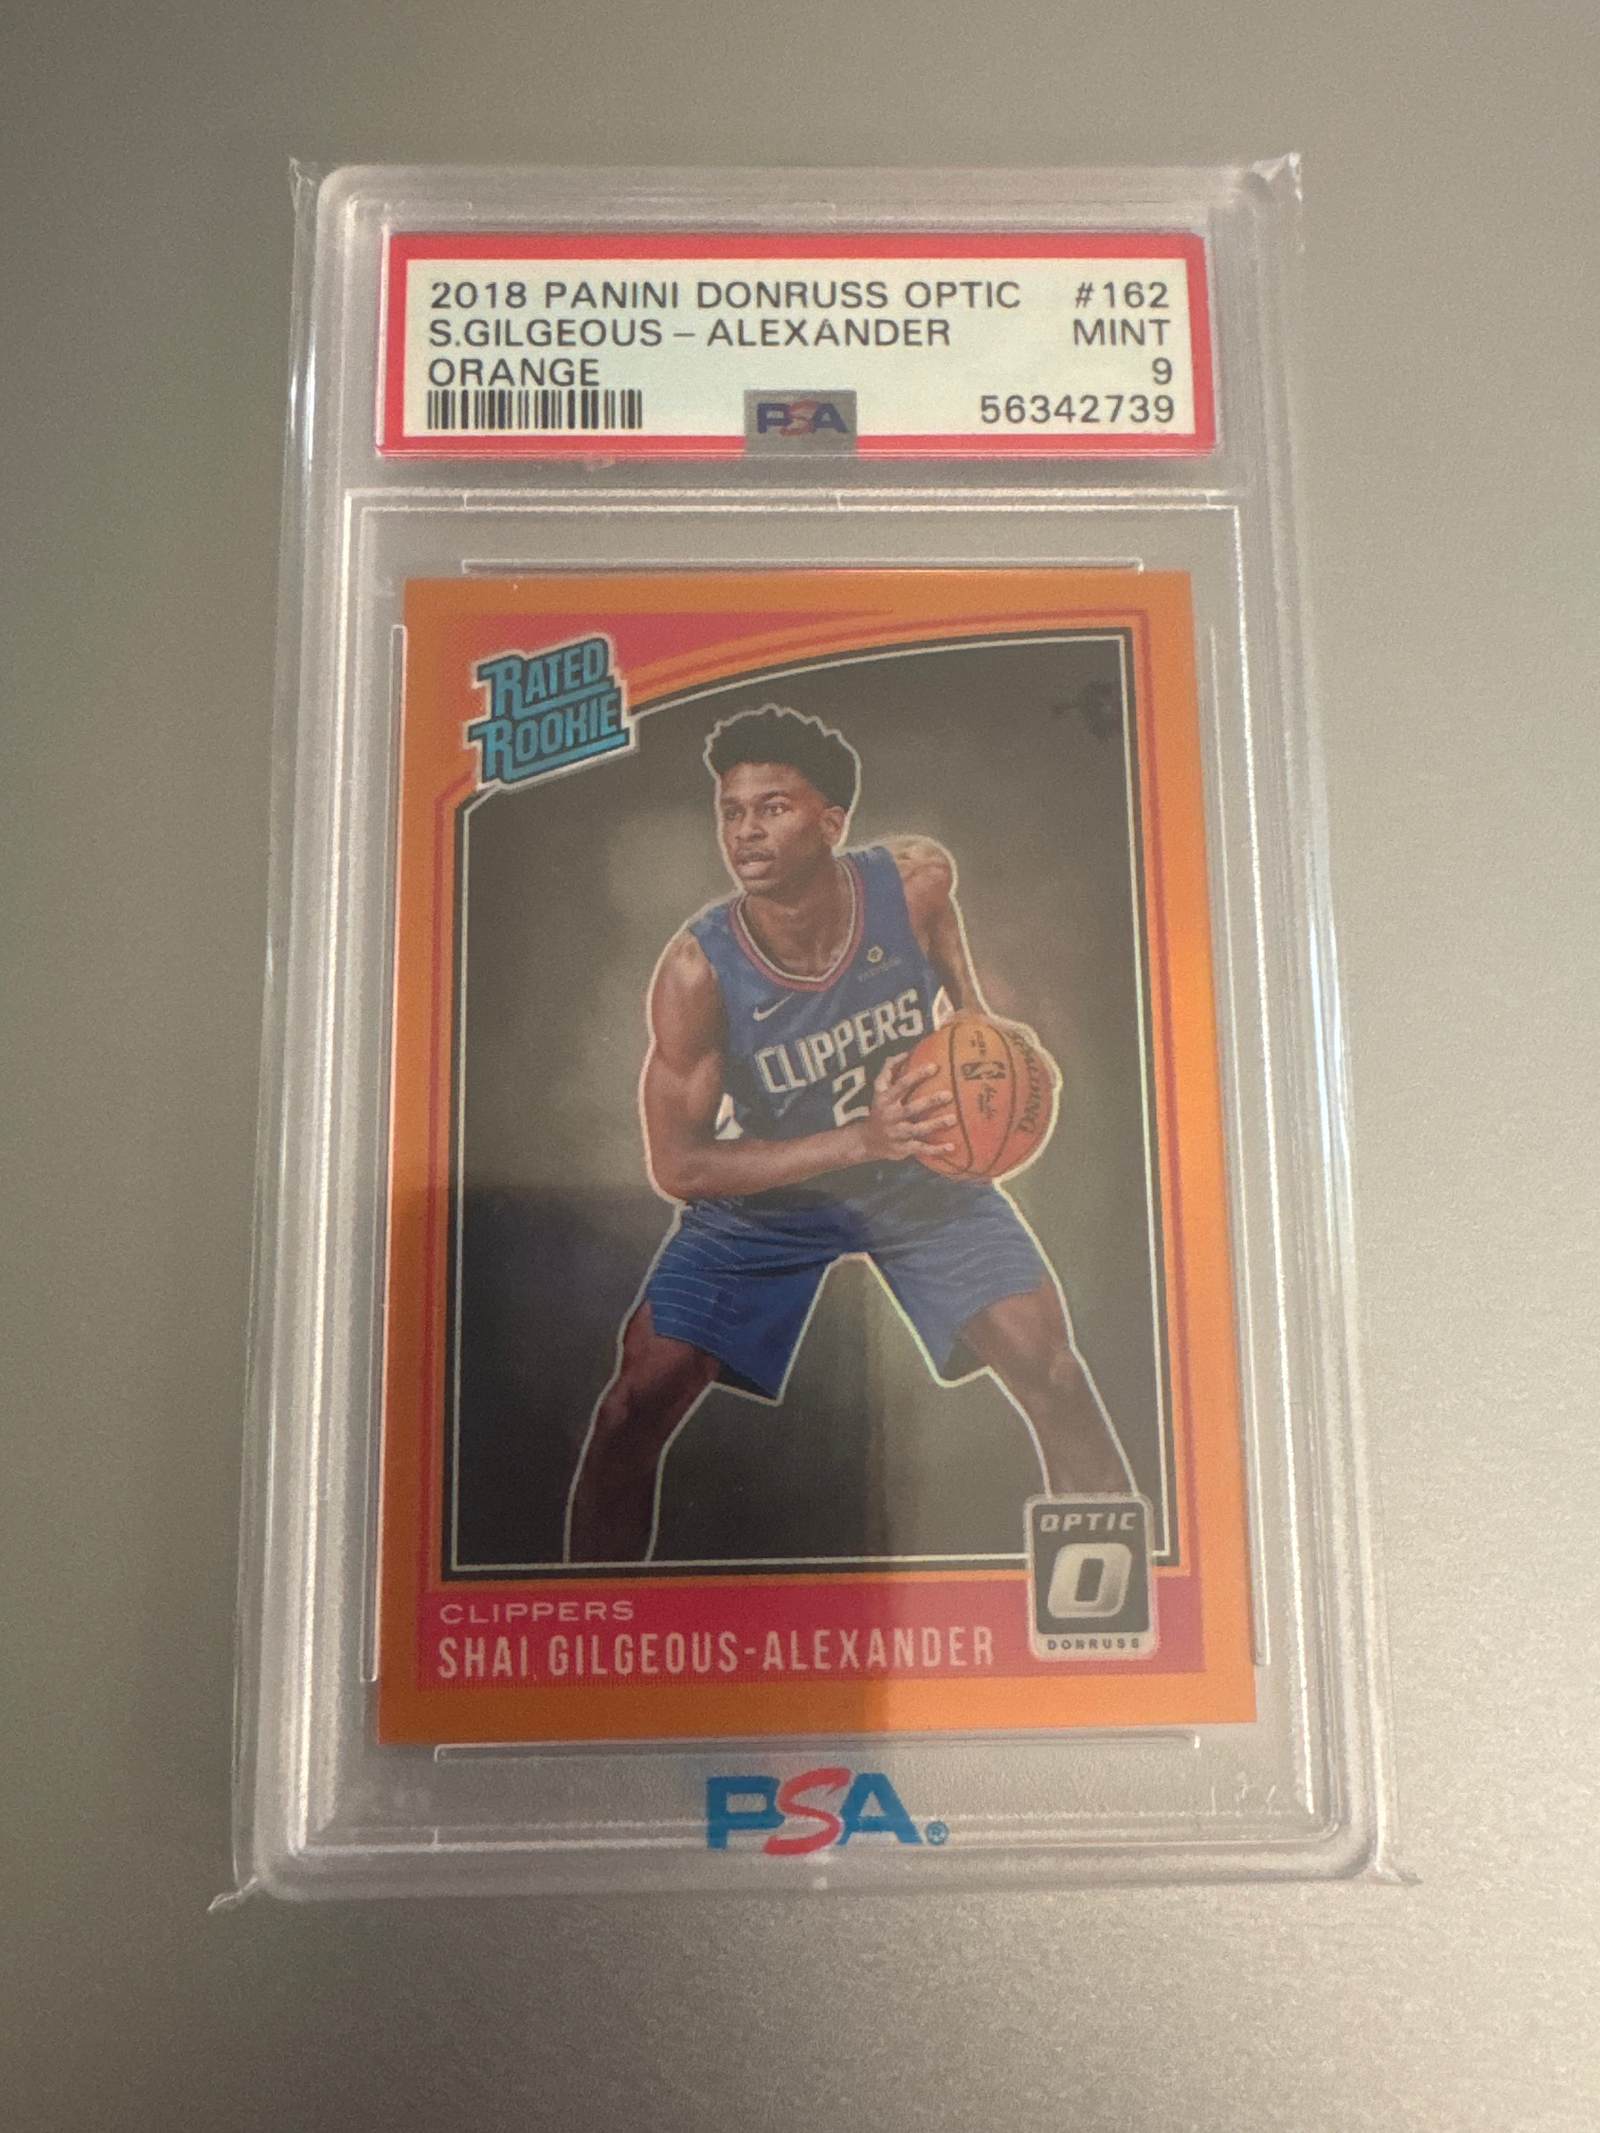 2018 PANINI DONRUSS OPTIC #162
S.GILGEOUS – ALEXANDER MINT
ORANGE 9
PSA 56342739
RATED
ROOKIE
CLIPPERS
2
SPALDING
OPTIC
O
DONRUSS
CLIPPERS
SHAI GILGEOUS-ALEXANDER
PSA®